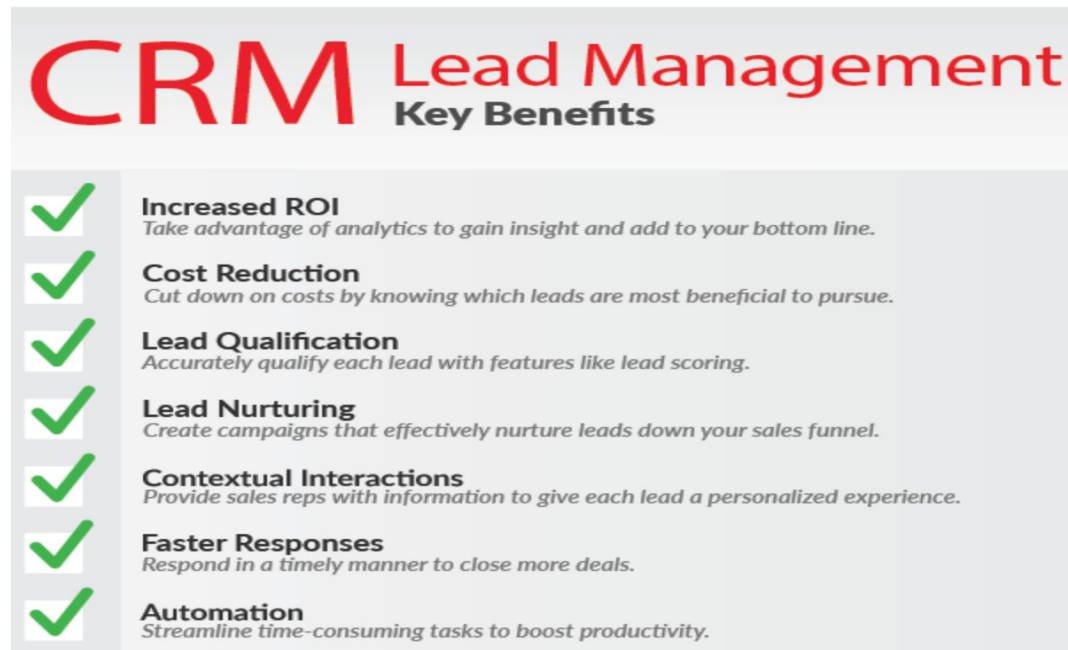 CRM Lead Management
Key Benefits
Increased ROI
Take advantage of analytics to gain insight and add to your bottom line.
Cost Reduction
Cut down on costs by knowing which leads are most beneficial to pursue.
Lead Qualification
Accurately qualify each lead with features like lead scoring.
Lead Nurturing
Create campaigns that effectively nurture leads down your sales funnel.
Contextual Interactions
Provide sales reps with information to give each lead a personalized experience.
Faster Responses
Respond in a timely manner to close more deals.
Automation
Streamline time-consuming tasks to boost productivity.